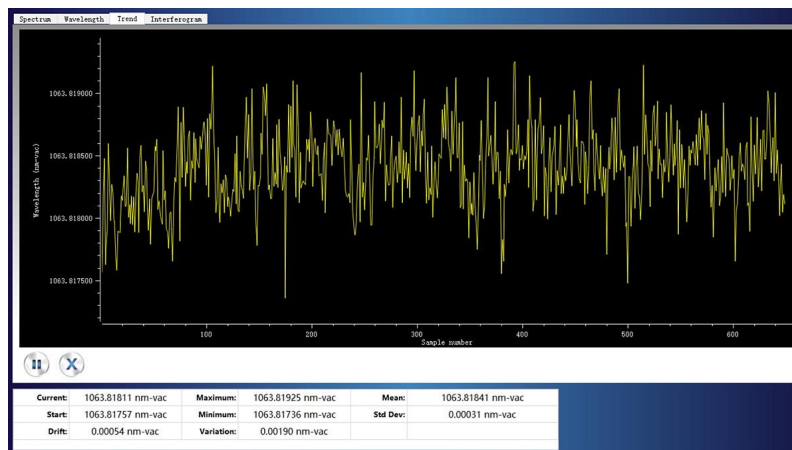 Spectrum Wavelength Trend Interferogram
1063.819000
1063.818500
1063.818000
1063.817500
Wavelength (nm-vac)
100 200 300 400 500 600
Sample number
Current: 1063.81811 nm-vac Maximum: 1063.81925 nm-vac Mean: 1063.81841 nm-vac
Start: 1063.81757 nm-vac Minimum: 1063.81736 nm-vac Std Dev: 0.00031 nm-vac
Drift: 0.00054 nm-vac Variation: 0.00190 nm-vac